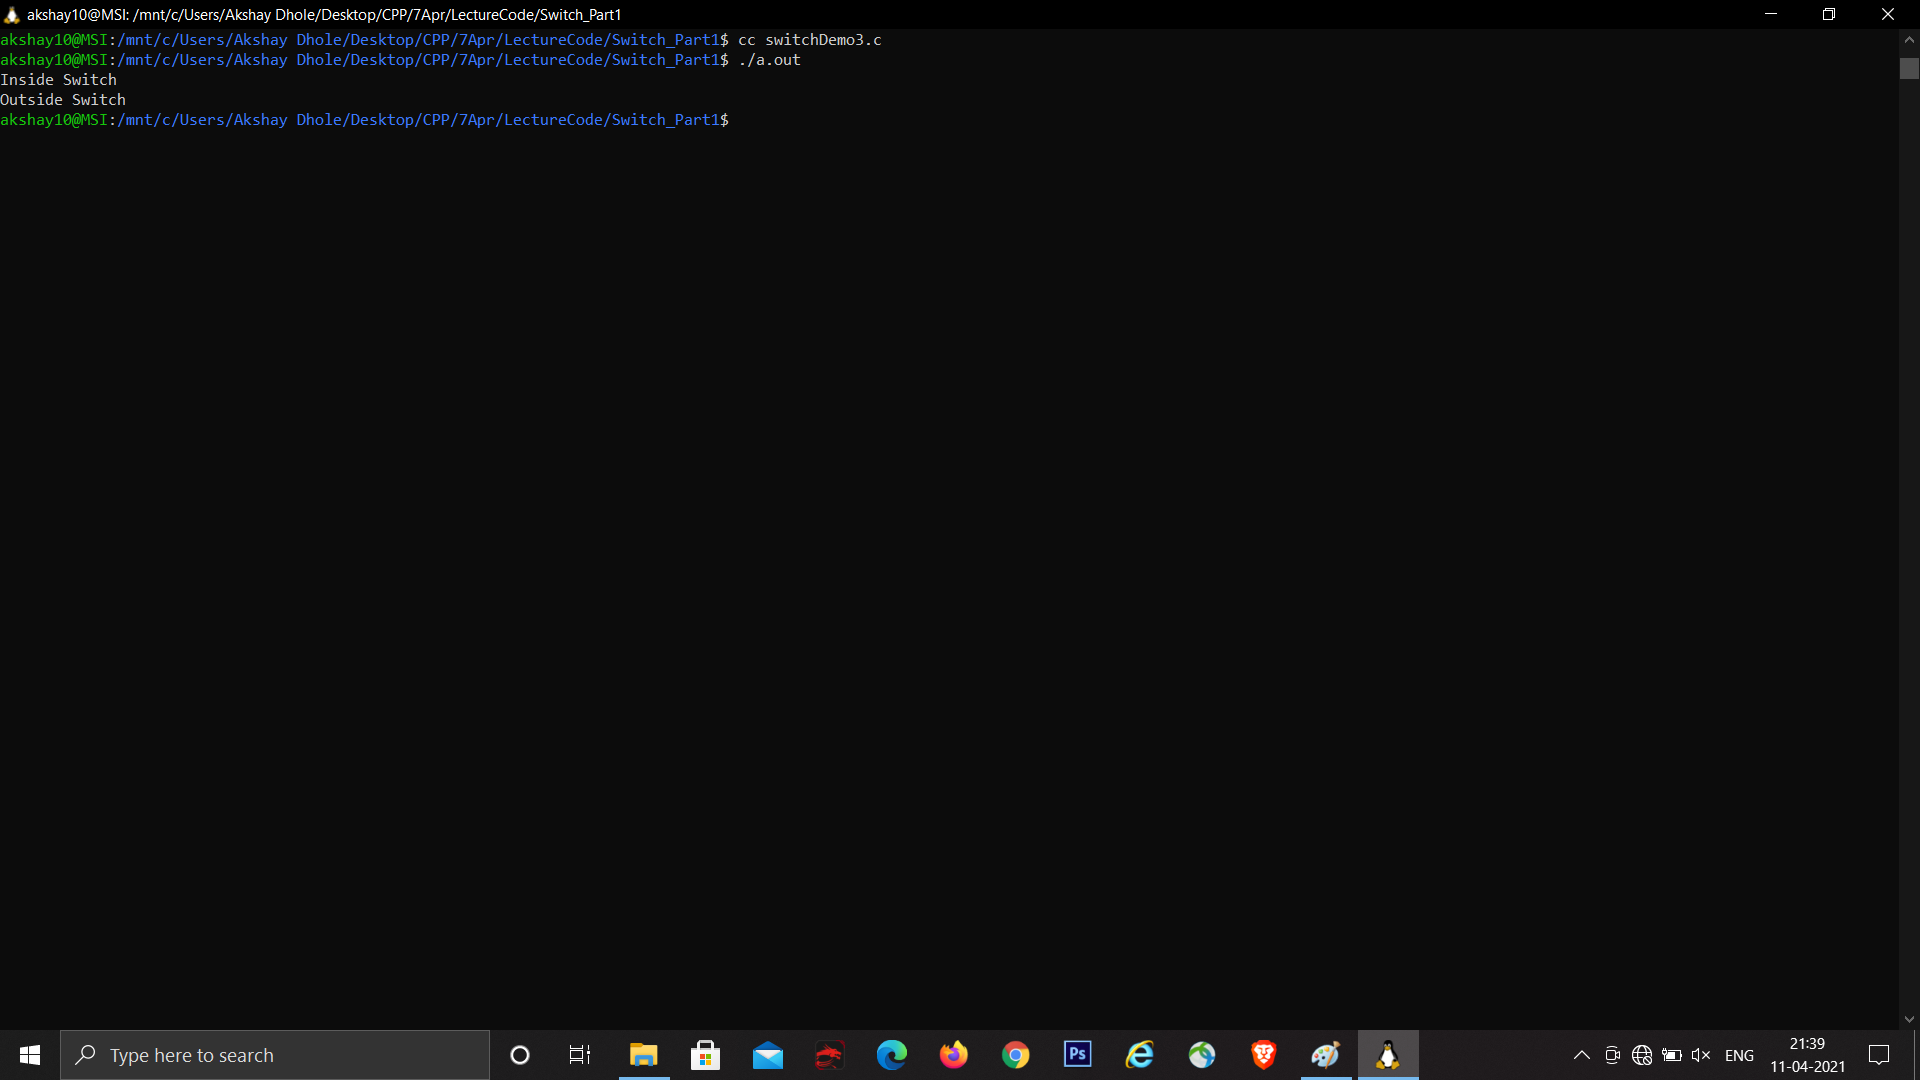 akshay10@MSI: /mnt/c/Users/Akshay Dhole/Desktop/CPP/7Apr/LectureCode/Switch_Part1
akshay10@MSI:/mnt/c/Users/Akshay Dhole/Desktop/CPP/7Apr/LectureCode/Switch_Part1$ cc switchDemo3.c
akshay10@MSI:/mnt/c/Users/Akshay Dhole/Desktop/CPP/7Apr/LectureCode/Switch_Part1$ ./a.out
Inside Switch
Outside Switch
akshay10@MSI:/mnt/c/Users/Akshay Dhole/Desktop/CPP/7Apr/LectureCode/Switch_Part1$
Type here to search
Ps
ENG
21:39
11-04-2021